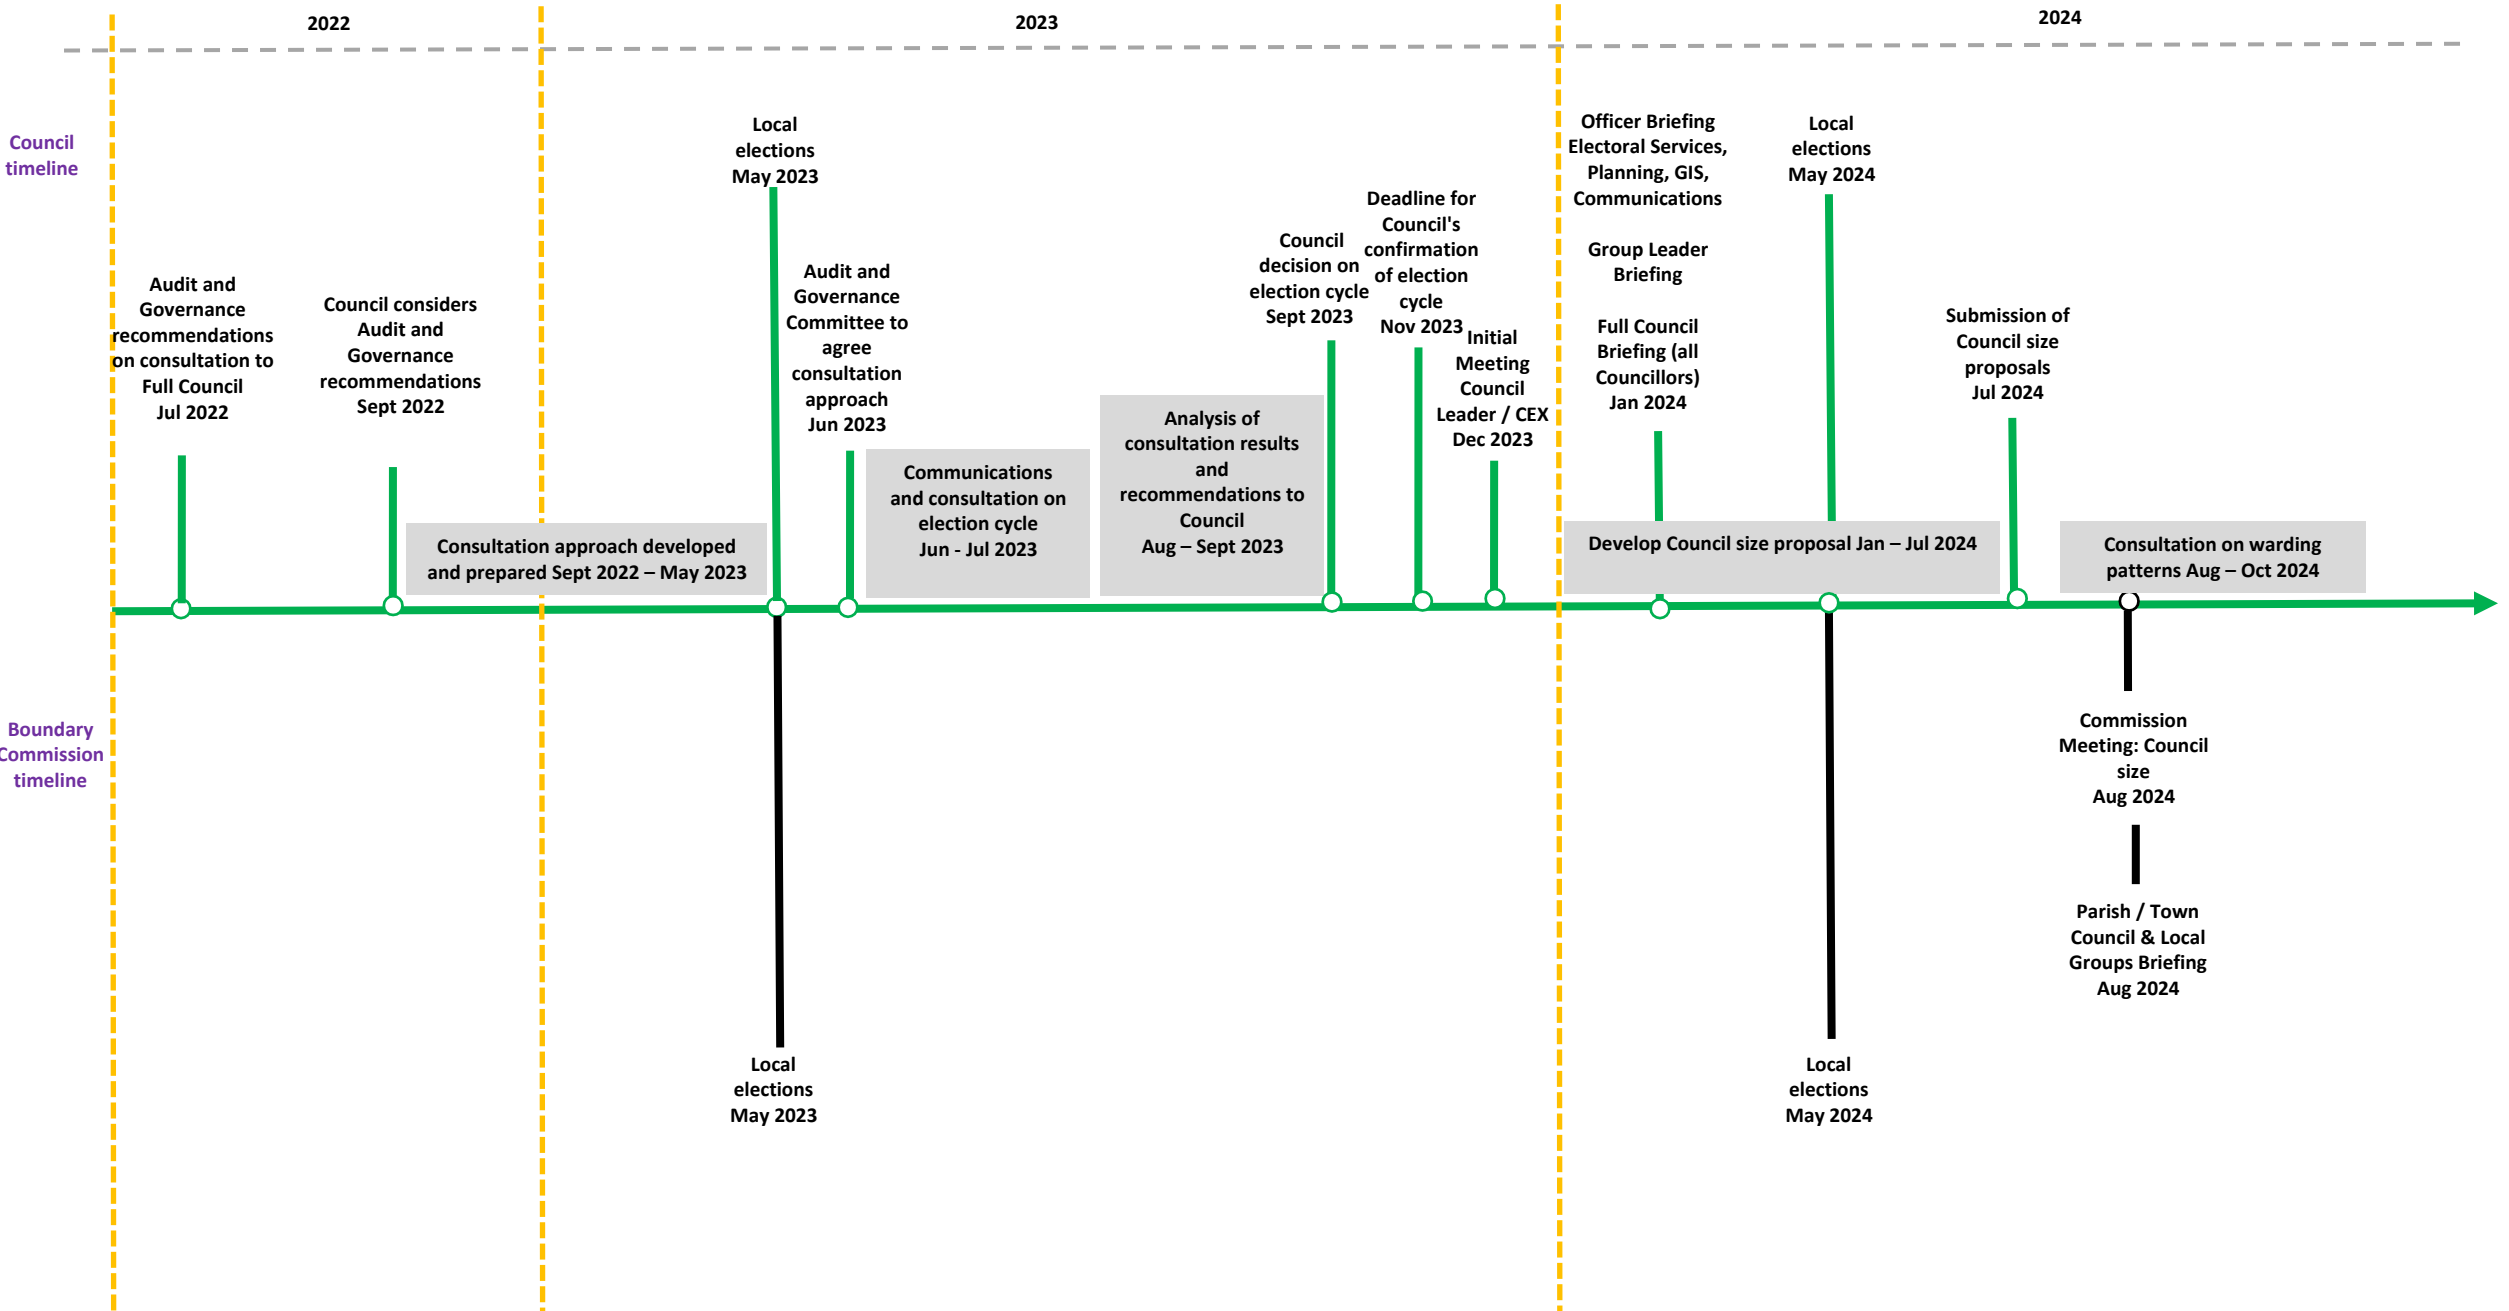 2022
2023
2024
Council
timeline
Audit and
Governance
recommendations
on consultation to
Full Council
Jul 2022
Council considers
Audit and
Governance
recommendations
Sept 2022
Consultation approach developed
and prepared Sept 2022 – May 2023
Local
elections
May 2023
Audit and
Governance
Committee to
agree
consultation
approach
Jun 2023
Communications
and consultation on
election cycle
Jun - Jul 2023
Analysis of
consultation results
and
recommendations to
Council
Aug – Sept 2023
Council
decision on
election cycle
Sept 2023
Deadline for
Council's
confirmation
of election
cycle
Nov 2023
Initial
Meeting
Council
Leader / CEX
Dec 2023
Officer Briefing
Electoral Services,
Planning, GIS,
Communications
Group Leader
Briefing
Full Council
Briefing (all
Councillors)
Jan 2024
Develop Council size proposal Jan – Jul 2024
Local
elections
May 2024
Submission of
Council size
proposals
Jul 2024
Consultation on warding
patterns Aug – Oct 2024
Boundary
Commission
timeline
Local
elections
May 2023
Local
elections
May 2024
Commission
Meeting: Council
size
Aug 2024
Parish / Town
Council & Local
Groups Briefing
Aug 2024